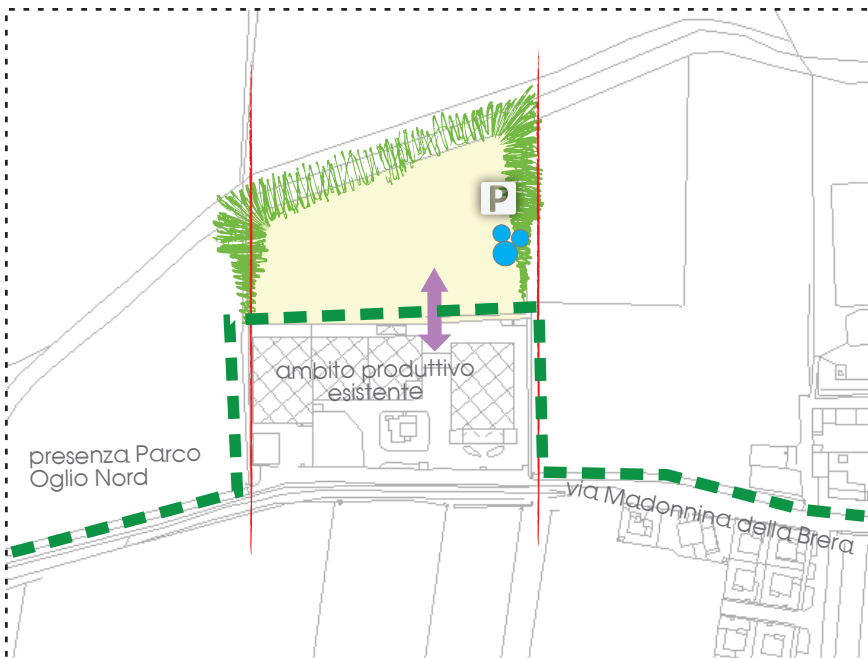 P
ambito produttivo
esistente
presenza Parco
Oglio Nord
via Madonnina della Brera